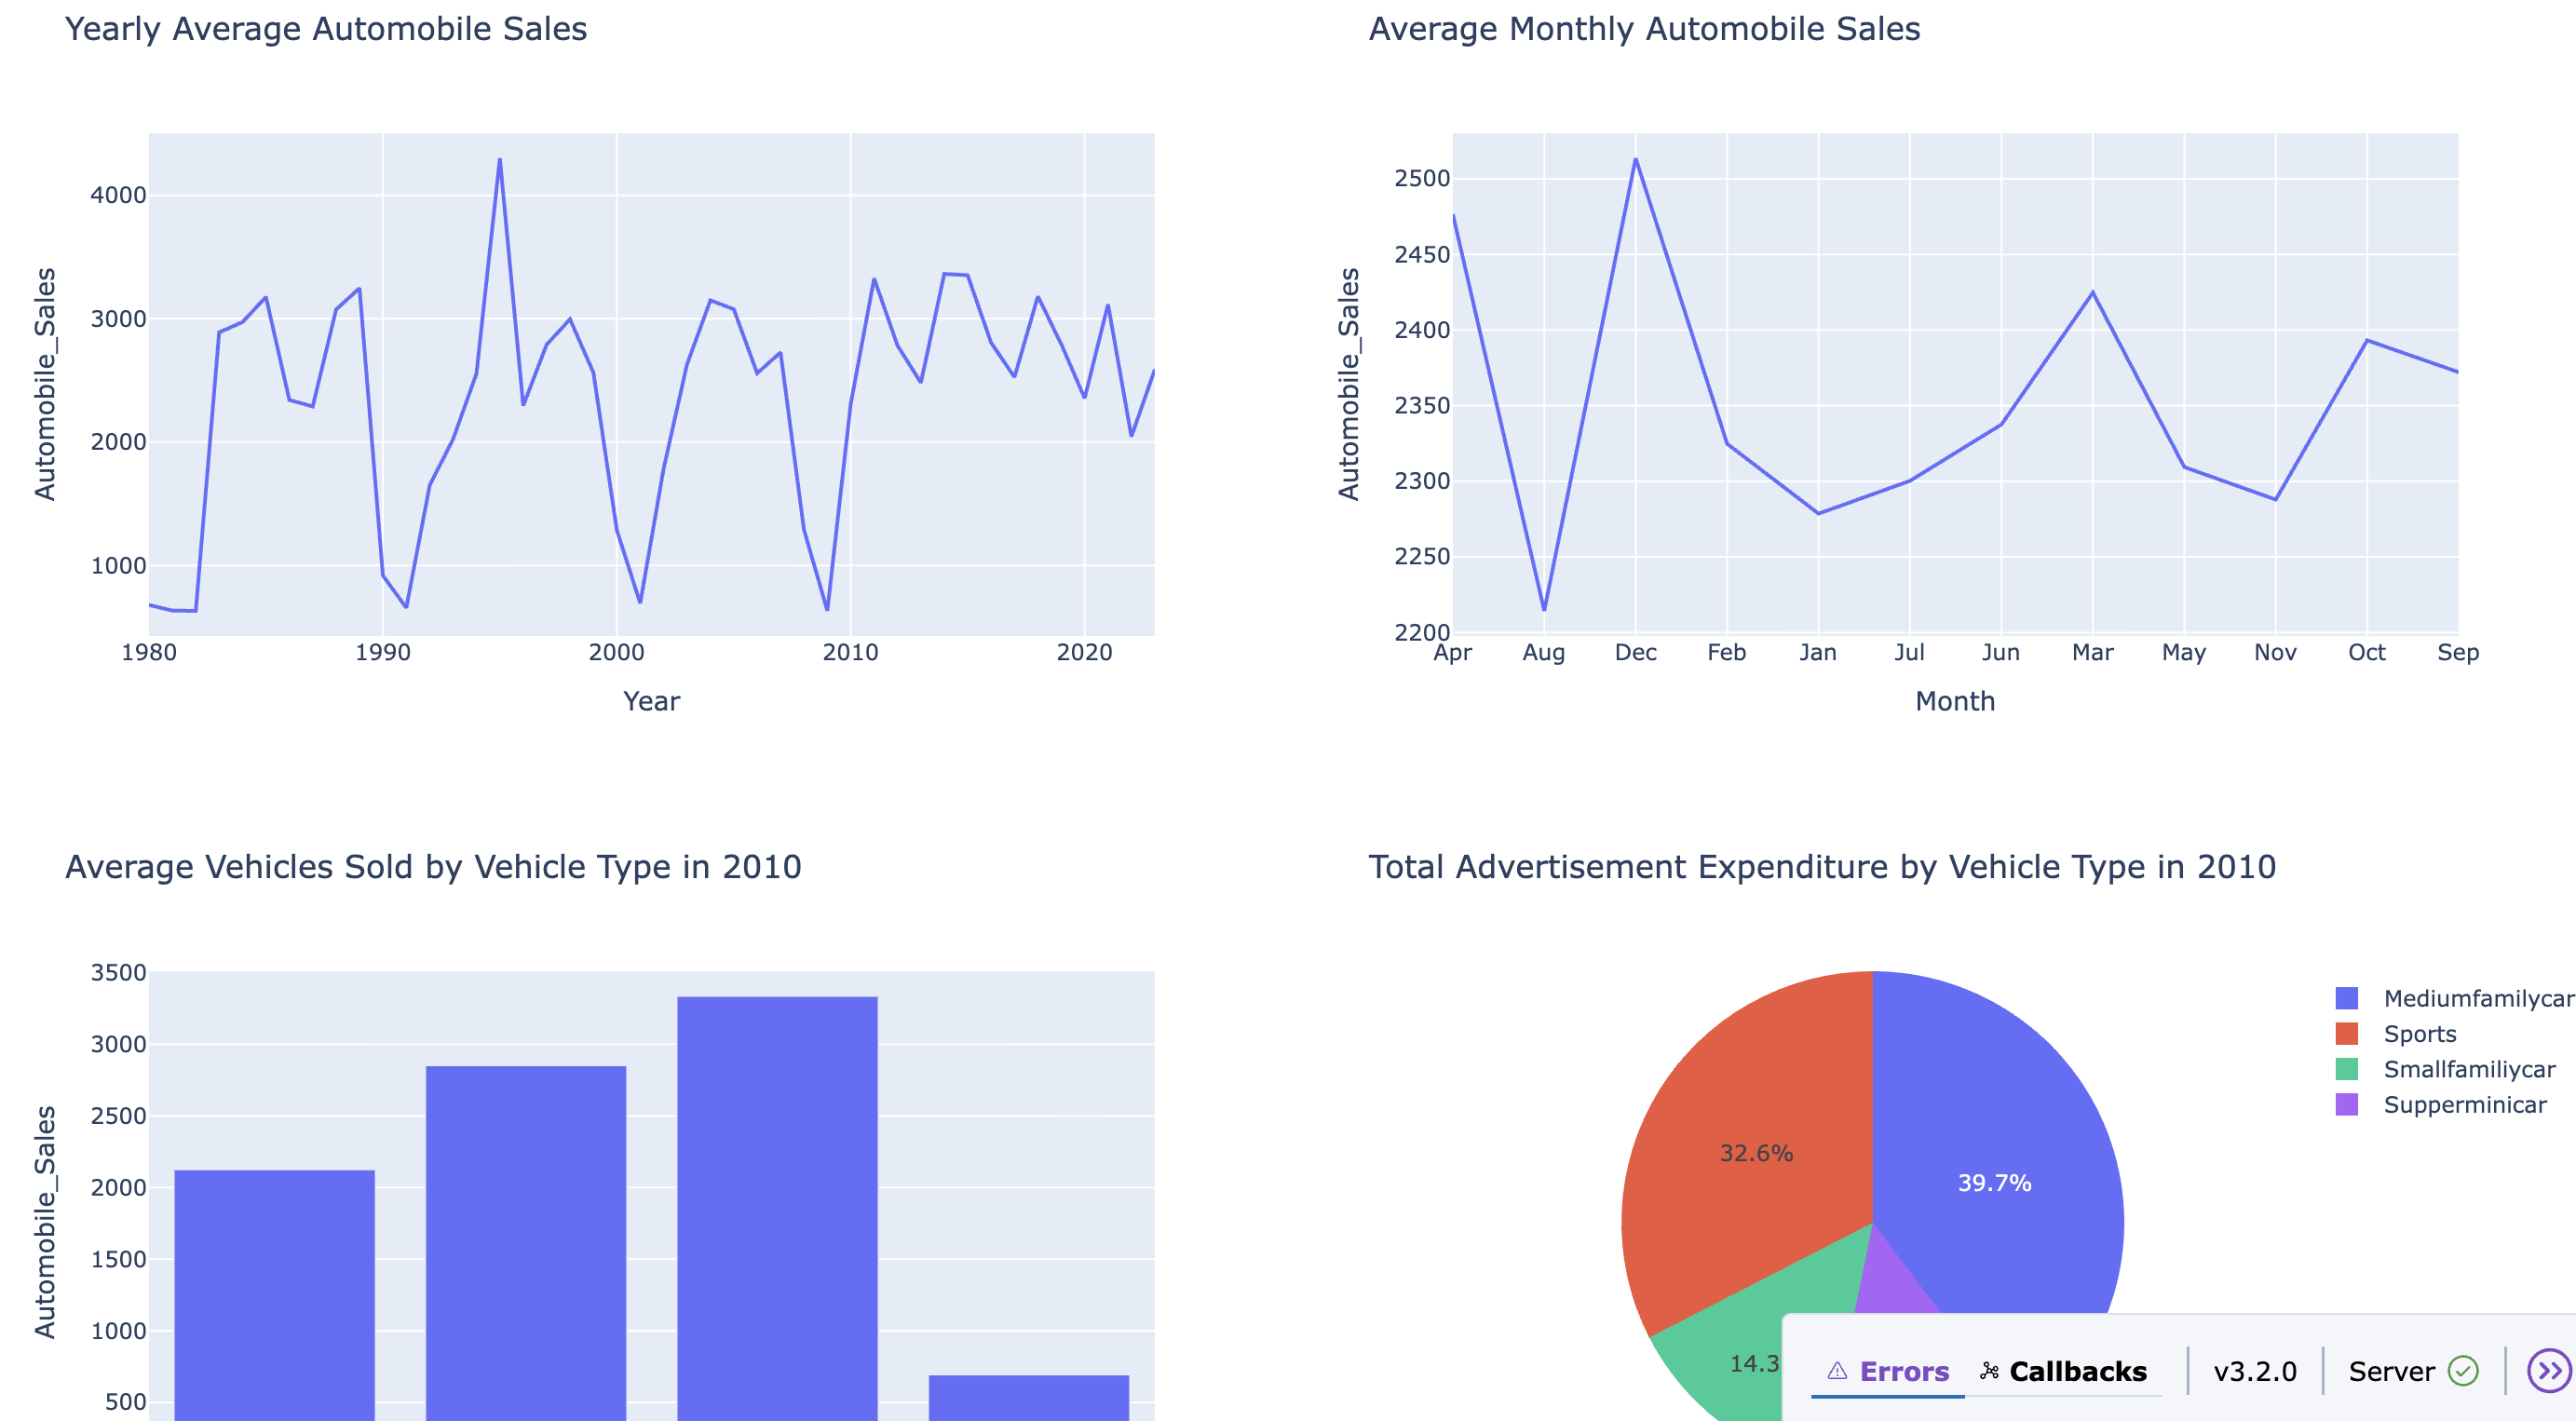 Yearly Average Automobile Sales
Automobile_Sales
4000
3000
2000
1000
1980 1990 2000 2010 2020
Year
Average Monthly Automobile Sales
Automobile_Sales
2500
2450
2400
2350
2300
2250
2200
Apr Aug Dec Feb Jan Jul Jun Mar May Nov Oct Sep
Month
Average Vehicles Sold by Vehicle Type in 2010
Automobile_Sales
3500
3000
2500
2000
1500
1000
500
Total Advertisement Expenditure by Vehicle Type in 2010
32.6%
39.7%
14.3
Mediumfamilycar
Sports
Smallfamiliycar
Supperminicar
Errors Callbacks v3.2.0 Server